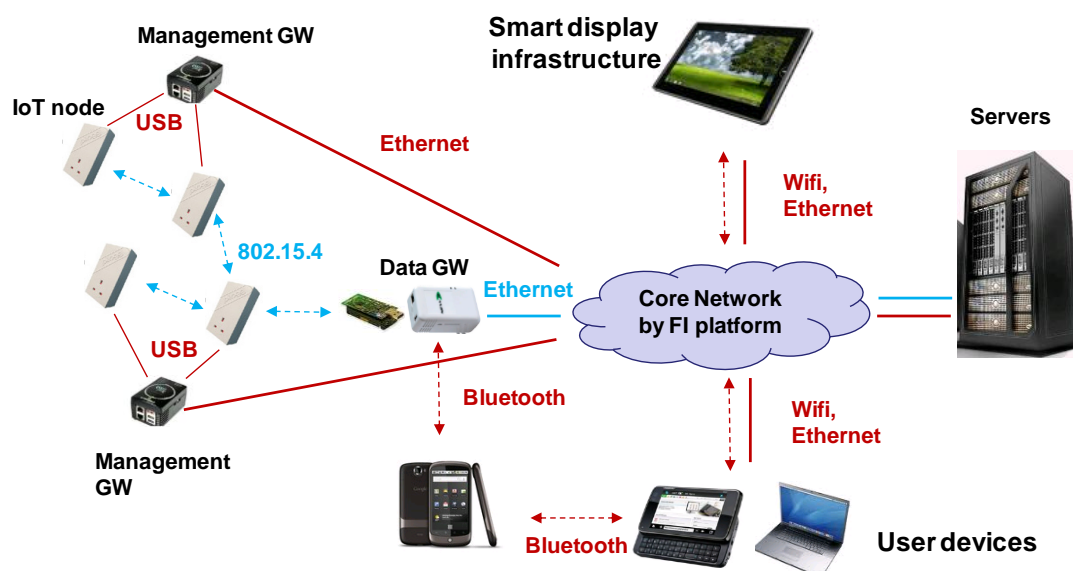 Management GW
Smart display
infrastructure
IoT node
USB
Servers
Ethernet
Wifi,
Ethernet
802.15.4
Data GW
Ethernet
Core Network
by FI platform
USB
Bluetooth
Wifi,
Ethernet
Management
GW
Bluetooth
User devices